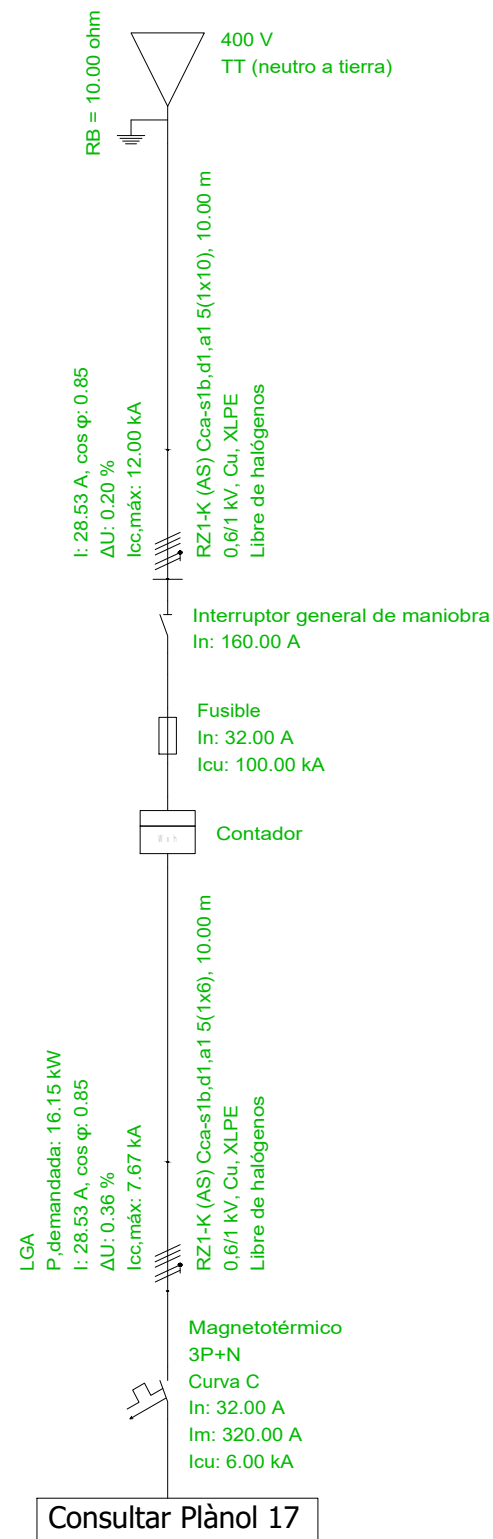 400 V
TT (neutro a tierra)
RB = 10.00 ohm
I: 28.53 A, cos φ: 0.85
ΔU: 0.20 %
Icc,máx: 12.00 kA
RZ1-K (AS) Cca-s1b,d1,a1 5(1x10), 10.00 m
0,6/1 kV, Cu, XLPE
Libre de halógenos
Interruptor general de maniobra
In: 160.00 A
Fusible
In: 32.00 A
Icu: 100.00 kA
W x h
Contador
LGA
P,demandada: 16.15 kW
I: 28.53 A, cos φ: 0.85
ΔU: 0.36 %
Icc,máx: 7.67 kA
RZ1-K (AS) Cca-s1b,d1,a1 5(1x6), 10.00 m
0,6/1 kV, Cu, XLPE
Libre de halógenos
Magnetotérmico
3P+N
Curva C
In: 32.00 A
Im: 320.00 A
Icu: 6.00 kA
Consultar Plànol 17